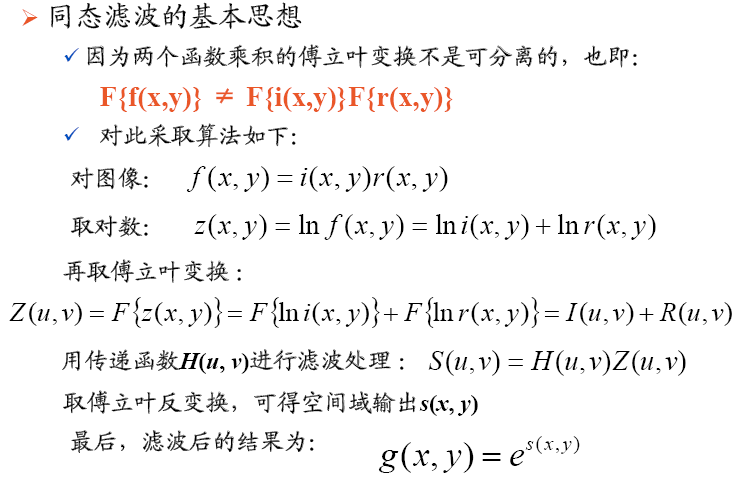 ➢ 同态滤波的基本思想
✓ 因为两个函数乘积的傅立叶变换不是可分离的，也即：
F{f(x,y)} ≠ F{i(x,y)}F{r(x,y)}
✓ 对此采取算法如下：
对图像： f(x, y) = i(x, y)r(x, y)
取对数： z(x, y) = ln f(x, y) = ln i(x, y) + ln r(x, y)
再取傅立叶变换：
Z(u,v) = F{z(x, y)} = F{ln i(x, y)} + F{ln r(x, y)} = I(u,v) + R(u,v)
用传递函数H(u, v)进行滤波处理： S(u,v) = H(u,v)Z(u,v)
取傅立叶反变换，可得空间域输出s(x, y)
最后，滤波后的结果为： g(x, y) = e^{s(x,y)}